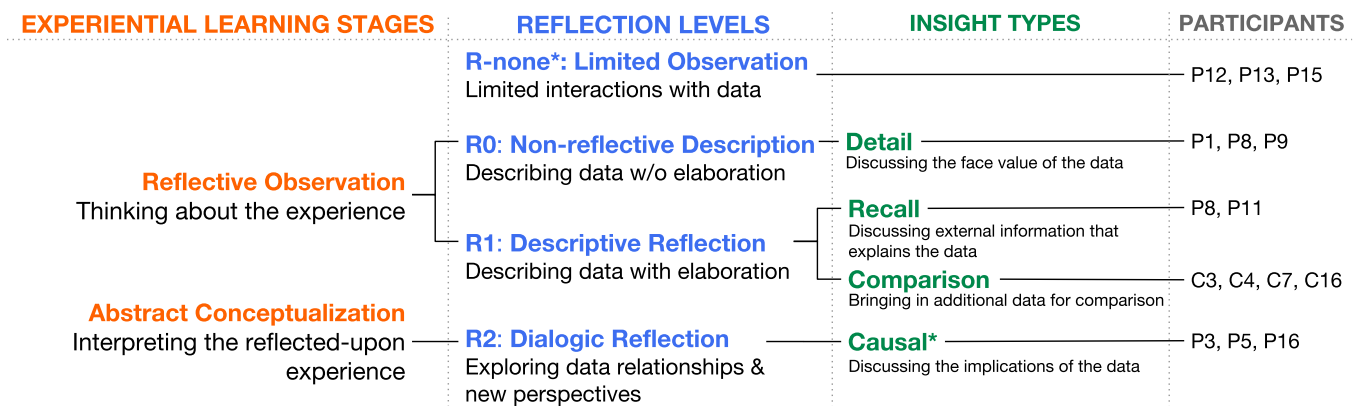 EXPERIENTIAL LEARNING STAGES REFLECTION LEVELS INSIGHT TYPES PARTICIPANTS
R-none*: Limited Observation
Limited interactions with data
P12, P13, P15
Reflective Observation
Thinking about the experience
R0: Non-reflective Description
Describing data w/o elaboration
Detail
Discussing the face value of the data
P1, P8, P9
R1: Descriptive Reflection
Describing data with elaboration
Recall
Discussing external information that
explains the data
P8, P11
Comparison
Bringing in additional data for comparison
C3, C4, C7, C16
Abstract Conceptualization
Interpreting the reflected-upon
experience
R2: Dialogic Reflection
Exploring data relationships &
new perspectives
Causal*
Discussing the implications of the data
P3, P5, P16